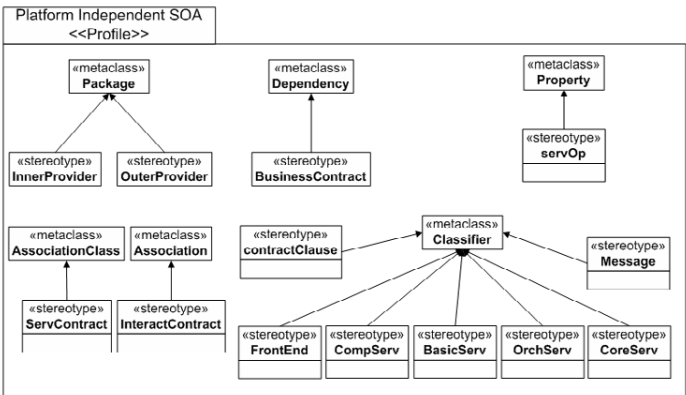 Platform Independent SOA
<<Profile>>
«metaclass»
Package
«metaclass»
Dependency
«metaclass»
Property
«stereotype»
InnerProvider
«stereotype»
OuterProvider
«stereotype»
BusinessContract
«stereotype»
servOp
«metaclass»
AssociationClass
«metaclass»
Association
«stereotype»
contractClause
«metaclass»
Classifier
«stereotype»
Message
«stereotype»
ServContract
«stereotype»
InteractContract
«stereotype»
FrontEnd
«stereotype»
CompServ
«stereotype»
BasicServ
«stereotype»
OrchServ
«stereotype»
CoreServ